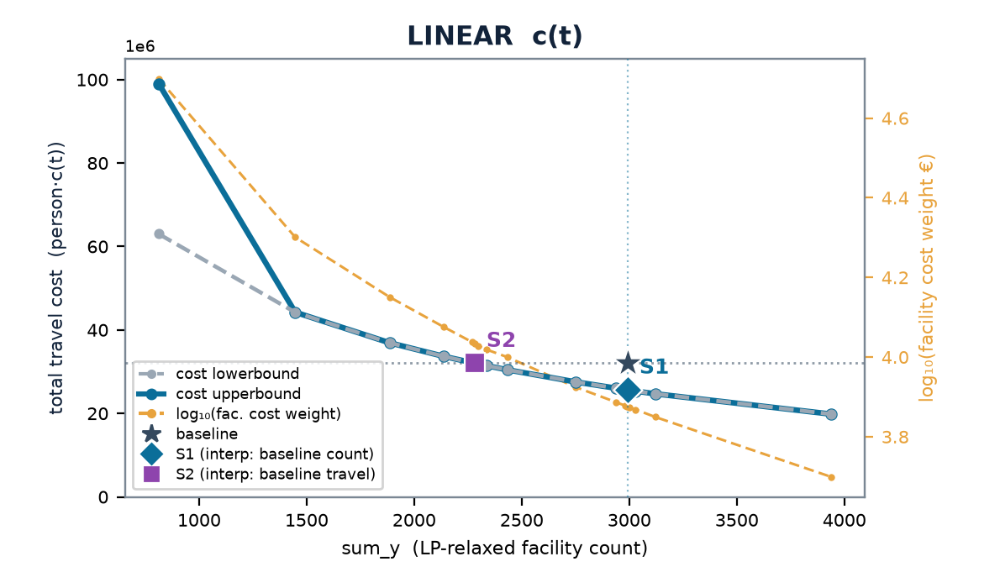 LINEAR  c(t)
1e6
total travel cost  (person·c(t))
100
80
60
40
20
0
4.6
4.4
4.2
4.0
3.8
log₁₀(facility cost weight €)
S2
S1
cost lowerbound
cost upperbound
log₁₀(fac. cost weight)
baseline
S1 (interp: baseline count)
S2 (interp: baseline travel)
1000
1500
2000
2500
3000
3500
4000
sum_y  (LP-relaxed facility count)